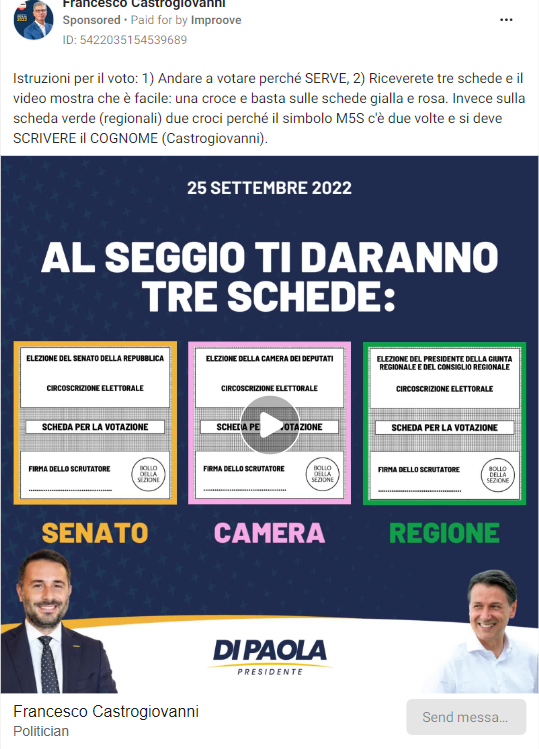 Francesco Castrogiovanni
Sponsored • Paid for by Improove
ID: 5422035154539689
Istruzioni per il voto: 1) Andare a votare perché SERVE, 2) Riceverete tre schede e il
video mostra che è facile: una croce e basta sulle schede gialla e rosa. Invece sulla
scheda verde (regionali) due croci perché il simbolo M5S c'è due volte e si deve
SCRIVERE il COGNOME (Castrogiovanni).
25 SETTEMBRE 2022
AL SEGGIO TI DARANNO
TRE SCHEDE:
ELEZIONE DEL SENATO DELLA REPUBBLICA
CIRCOSCRIZIONE ELETTORALE
SCHEDA PER LA VOTAZIONE
FIRMA DELLO SCRUTATORE
BOLLO
DELLA
SEZIONE
SENATO
ELEZIONE DELLA CAMERA DEI DEPUTATI
CIRCOSCRIZIONE ELETTORALE
SCHEDA PE VOTAZIONE
FIRMA DELLO SCRUTATORE
BOLLO
DELLA
SEZIONE
CAMERA
ELEZIONE DEL PRESIDENTE DELLA GIUNTA
REGIONALE E DEL CONSIGLIO REGIONALE
CIRCOSCRIZIONE ELETTORALE
SCHEDA PER LA VOTAZIONE
FIRMA DELLO SCRUTATORE
BOLLO
DELLA
SEZIONE
REGIONE
DI PAOLA
PRESIDENTE
Francesco Castrogiovanni
Politician
Send messa...